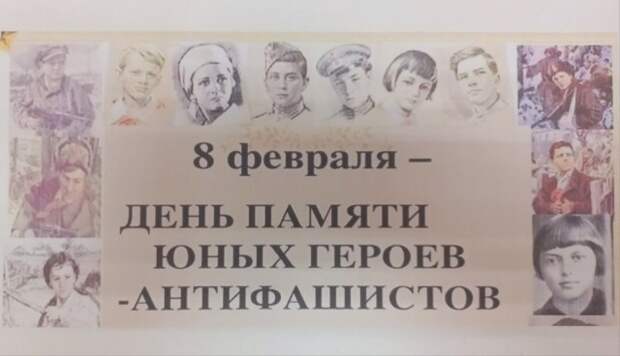 8 февраля –
ДЕНЬ ПАМЯТИ
ЮНЫХ ГЕРОЕВ
-АНТИФАШИСТОВ